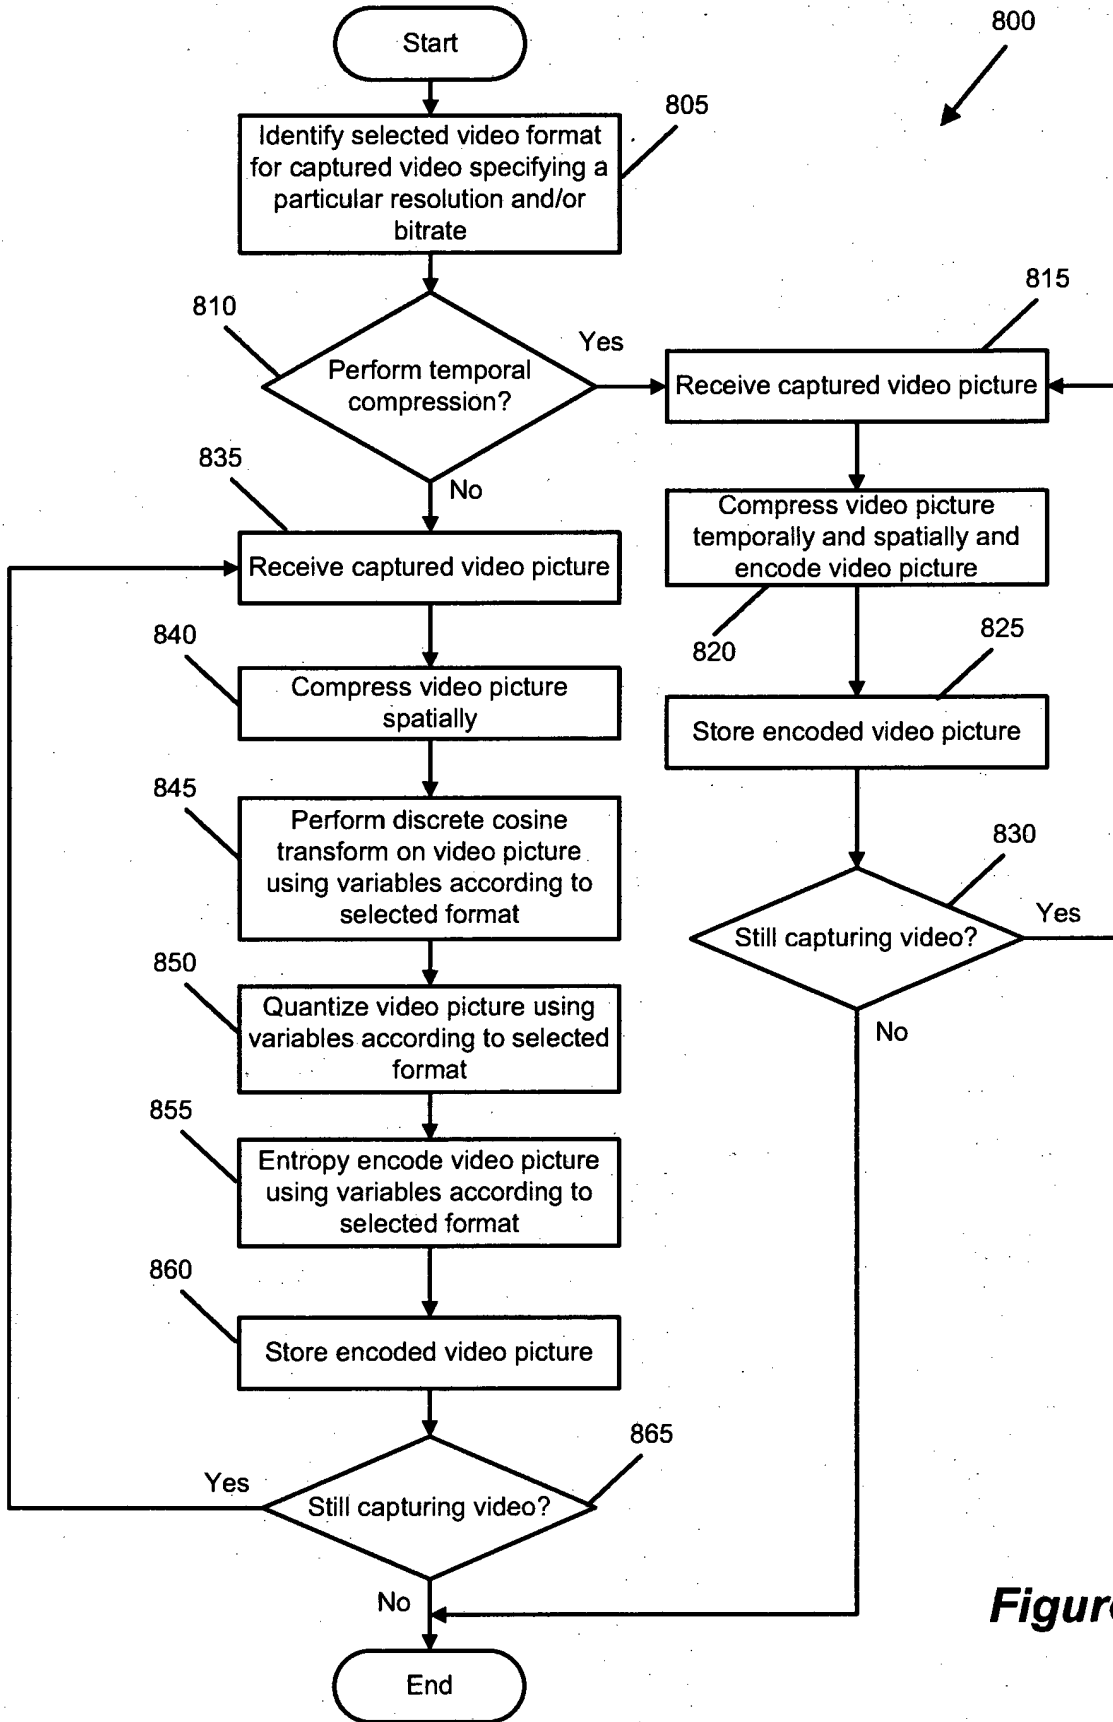 Start
800
Identify selected video format
for captured video specifying a
particular resolution and/or
bitrate
805
810
Perform temporal
compression?
Yes
No
815
Receive captured video picture
Compress video picture
temporally and spatially and
encode video picture
820
825
Store encoded video picture
830
Still capturing video?
Yes
No
835
Receive captured video picture
840
Compress video picture
spatially
845
Perform discrete cosine
transform on video picture
using variables according to
selected format
850
Quantize video picture using
variables according to selected
format
855
Entropy encode video picture
using variables according to
selected format
860
Store encoded video picture
865
Still capturing video?
Yes
No
End
Figure